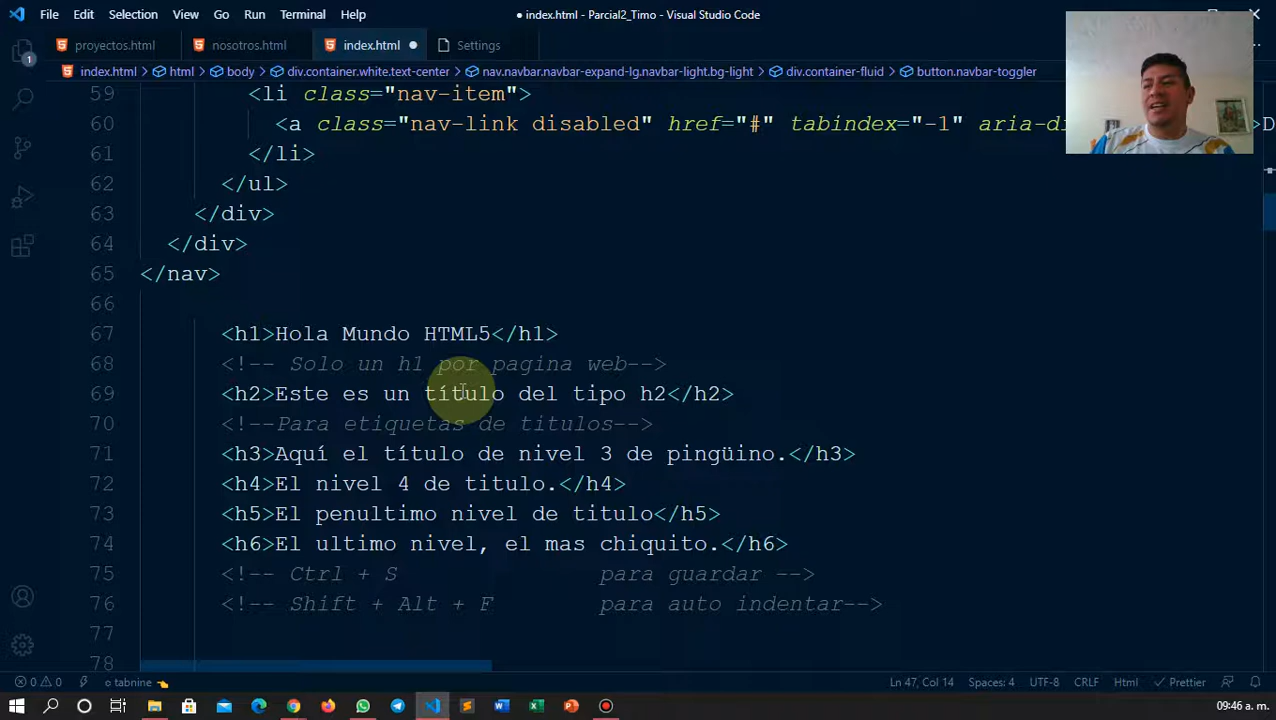 File Edit Selection View Go Run Terminal Help
● index.html - Parcial2_Timo - Visual Studio Code
proyectos.html nosotros.html index.html ● Settings
index.html > html > body > div.container.white.text-center > nav.navbar.navbar-expand-lg.navbar-light.bg-light > div.container-fluid > button.navbar-toggler
1
59 <li class="nav-item">
60 <a class="nav-link disabled" href="#" tabindex="-1" aria-di >D
61 </li>
62 </ul>
63 </div>
64 </div>
65 </nav>
66
67 <h1>Hola Mundo HTML5</h1>
68 <!-- Solo un h1 por pagina web-->
69 <h2>Este es un título del tipo h2</h2>
70 <!--Para etiquetas de titulos-->
71 <h3>Aquí el título de nivel 3 de pingüino.</h3>
72 <h4>El nivel 4 de titulo.</h4>
73 <h5>El penultimo nivel de titulo</h5>
74 <h6>El ultimo nivel, el mas chiquito.</h6>
75 <!-- Ctrl + S para guardar -->
76 <!-- Shift + Alt + F para auto indentar-->
77
78
0 0 tabnine Ln 47, Col 14 Spaces: 4 UTF-8 CRLF Html Prettier
09:46 a. m.